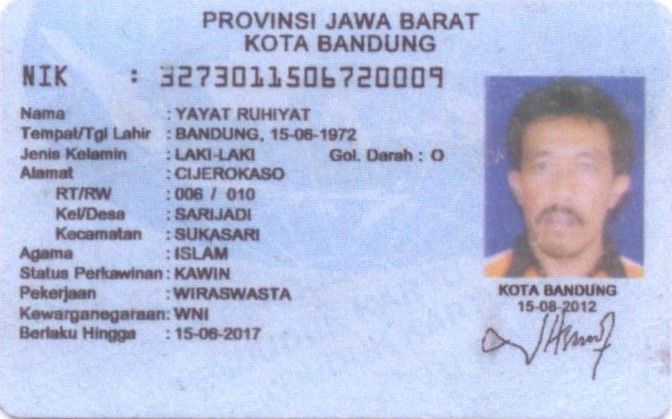 PROVINSI JAWA BARAT
KOTA BANDUNG
NIK : 3273011506720009
Nama : YAYAT RUHIYAT
Tempat/Tgl Lahir : BANDUNG, 15-06-1972
Jenis Kelamin : LAKI-LAKI Gol. Darah : O
Alamat : CIJEROKASO
RT/RW : 006 / 010
Kel/Desa : SARIJADI
Kecamatan : SUKASARI
Agama : ISLAM
Status Perkawinan : KAWIN
Pekerjaan : WIRASWASTA
Kewarganegaraan : WNI
Berlaku Hingga : 15-06-2017
KOTA BANDUNG
15-08-2012